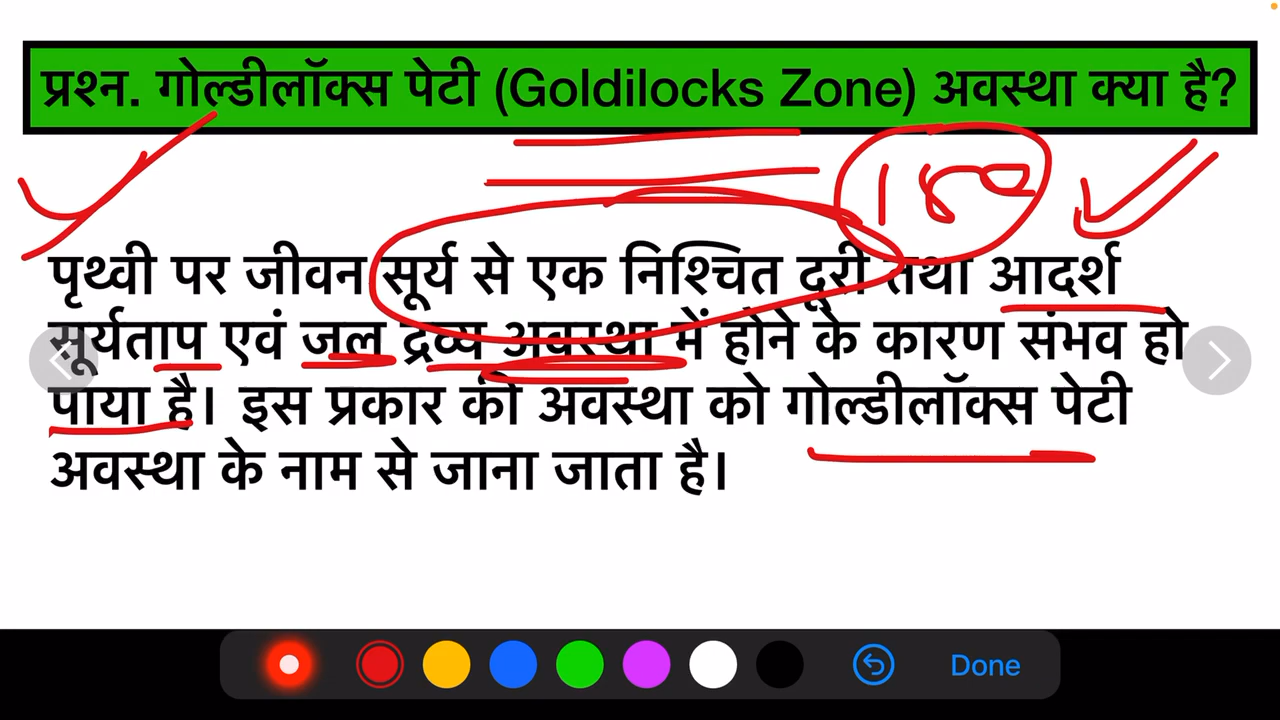 प्रश्न. गोल्डीलॉक्स पेटी (Goldilocks Zone) अवस्था क्या है?
पृथ्वी पर जीवन सूर्य से एक निश्चित दूरी तथा आदर्श
सूर्यताप एवं जल द्रव्य अवस्था में होने के कारण संभव हो
पाया है। इस प्रकार की अवस्था को गोल्डीलॉक्स पेटी
अवस्था के नाम से जाना जाता है।
Done